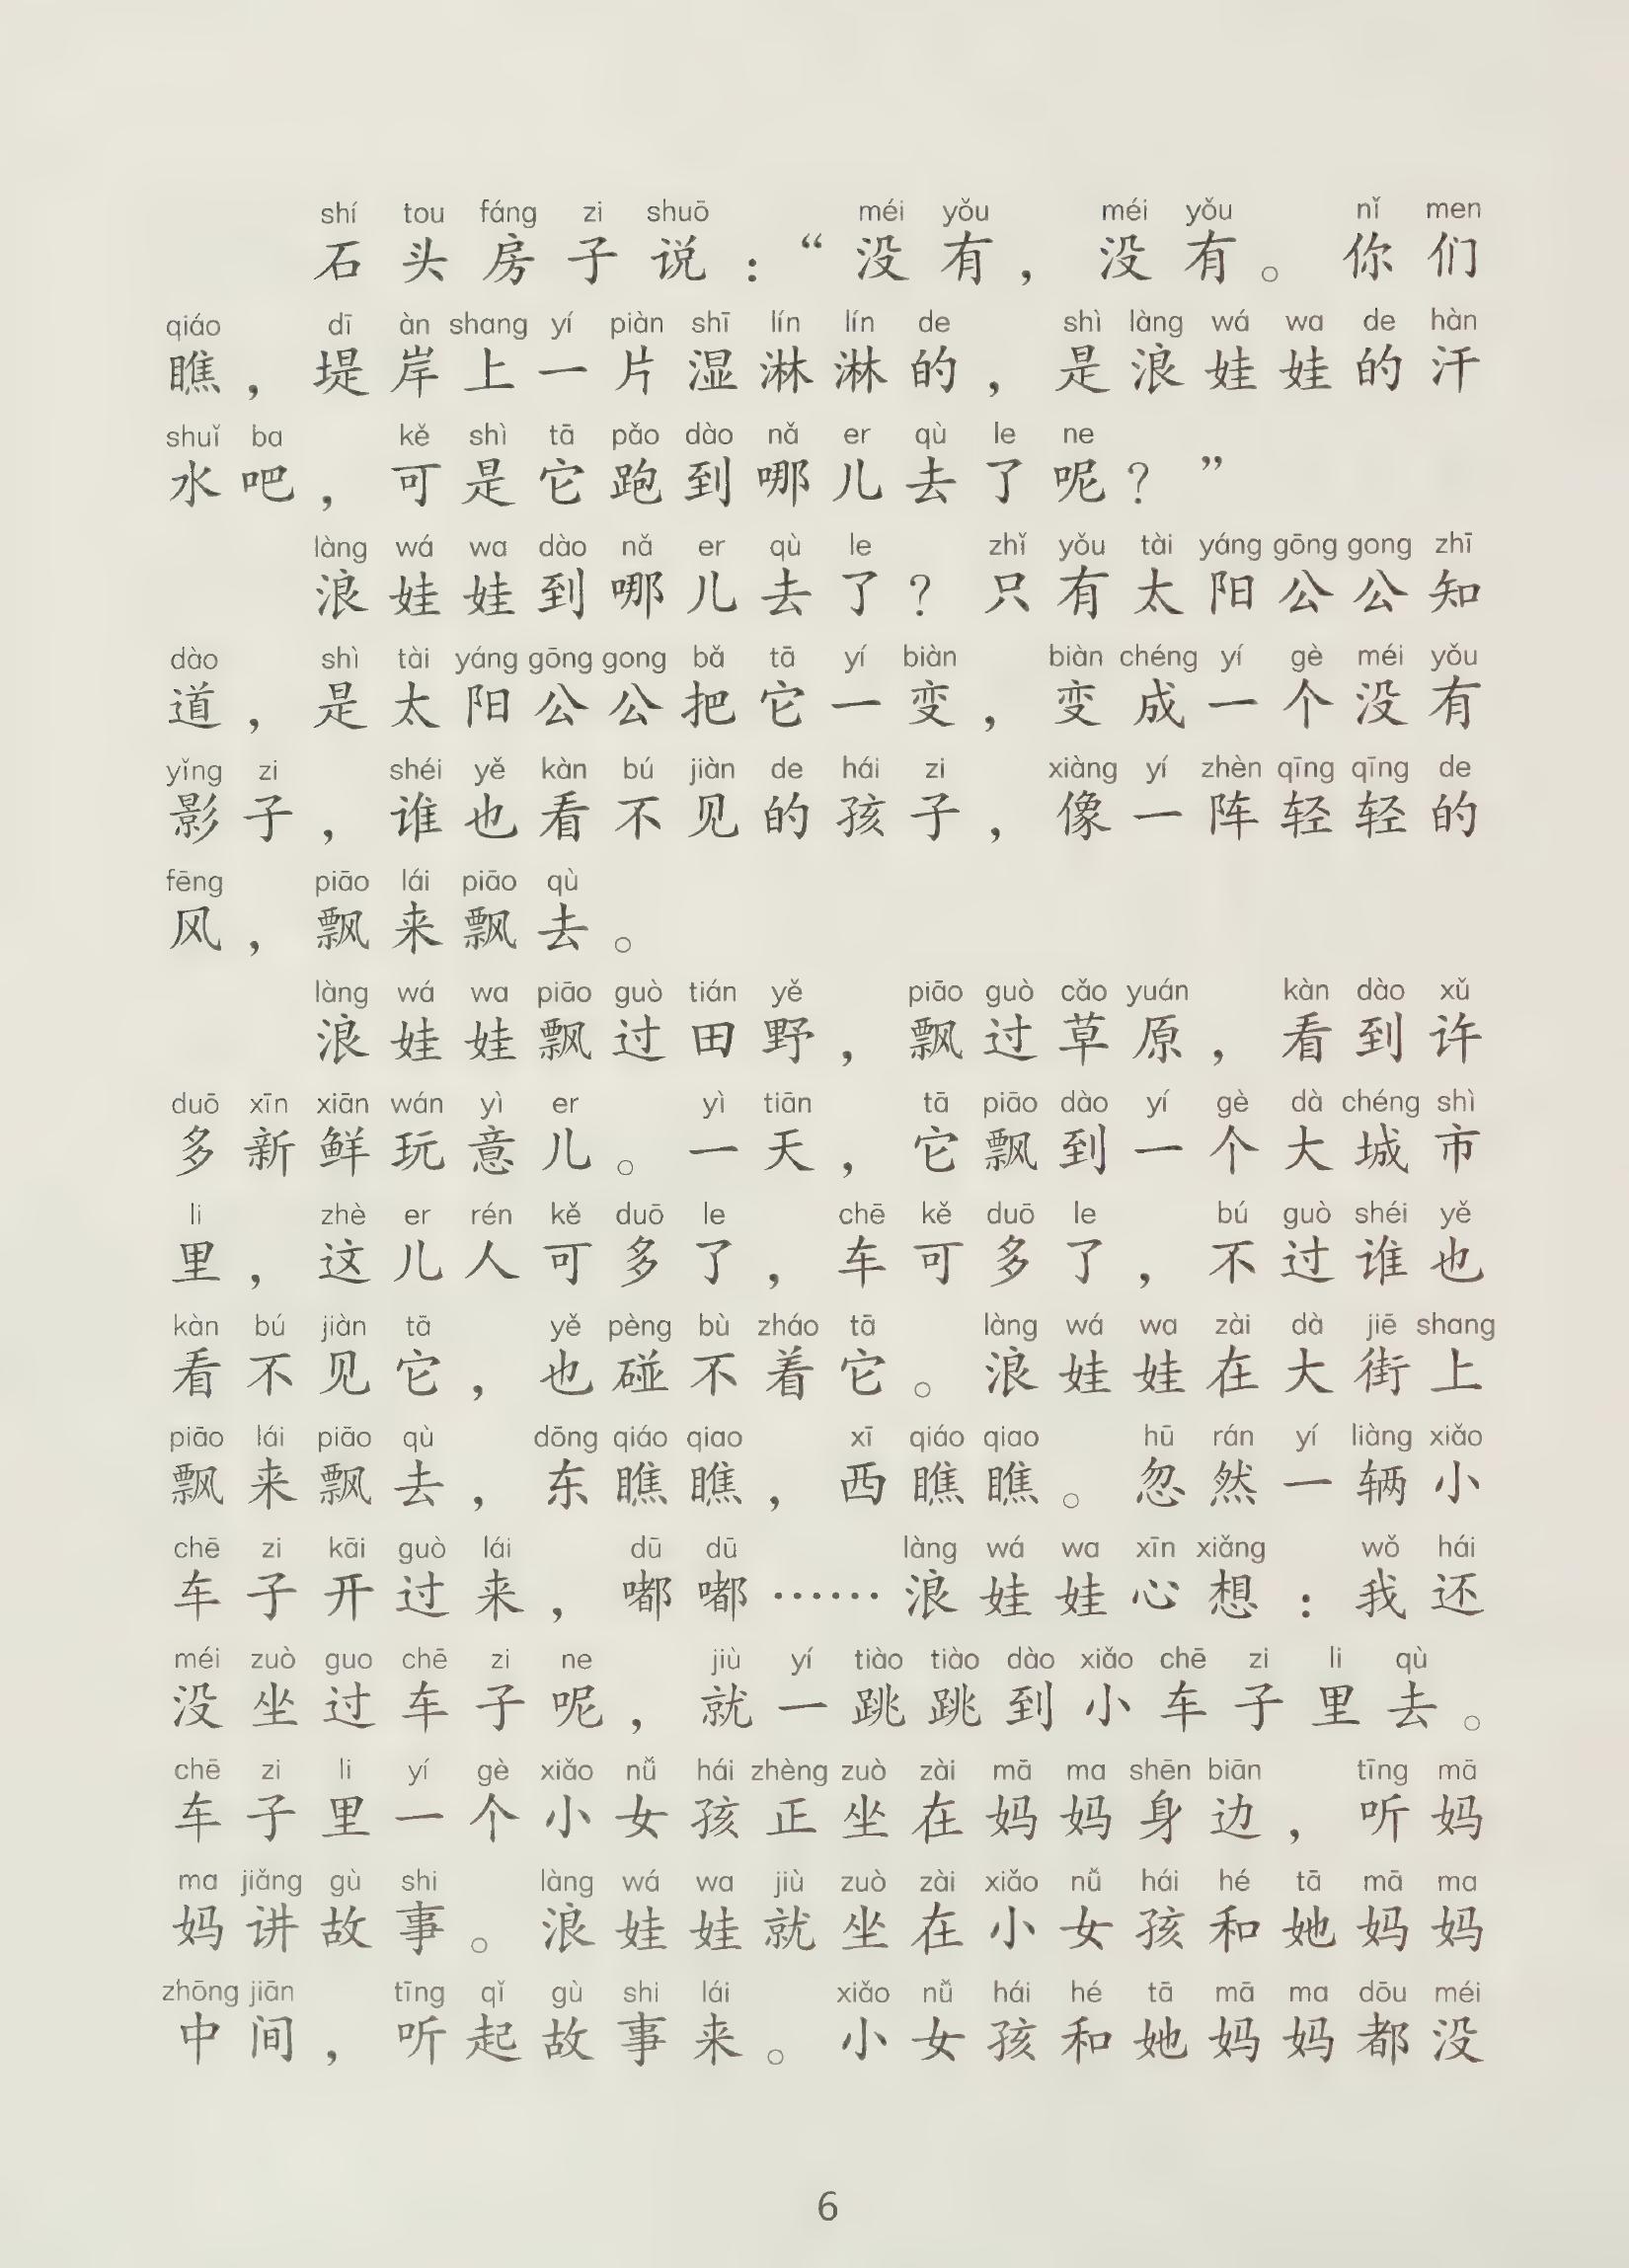 shí tou fáng zi shuō méi yǒu méi yǒu nǐ men
石头房子说：“没有，没有。你们
qiáo dī àn shang yí piàn shī lín lín de shì làng wá wa de hàn
瞧，堤岸上一片湿淋淋的，是浪娃娃的汗
shuǐ ba kě shì tā pǎo dào nǎ er qù le ne
水吧，可是它跑到哪儿去了呢？”
làng wá wa dào nǎ er qù le zhǐ yǒu tài yáng gōng gong zhī
浪娃娃到哪儿去了？只有太阳公公知
dào shì tài yáng gōng gong bǎ tā yí biàn biàn chéng yí gè méi yǒu
道，是太阳公公把它一变，变成一个没有
yǐng zi shéi yě kàn bú jiàn de hái zi xiàng yí zhèn qīng qīng de
影子，谁也看不见的孩子，像一阵轻轻的
fēng piāo lái piāo qù
风，飘来飘去。
làng wá wa piāo guò tián yě piāo guò cǎo yuán kàn dào xǔ
浪娃娃飘过田野，飘过草原，看到许
duō xīn xiān wán yì er yì tiān tā piāo dào yí gè dà chéng shì
多新鲜玩意儿。一天，它飘到一个大城市
li zhè er rén kě duō le chē kě duō le bú guò shéi yě
里，这儿人可多了，车可多了，不过谁也
kàn bú jiàn tā yě pèng bù zháo tā làng wá wa zài dà jiē shang
看不见它，也碰不着它。浪娃娃在大街上
piāo lái piāo qù dōng qiáo qiao xī qiáo qiao hū rán yí liàng xiǎo
飘来飘去，东瞧瞧，西瞧瞧。忽然一辆小
chē zi kāi guò lái dū dū làng wá wa xīn xiǎng wǒ hái
车子开过来，嘟嘟……浪娃娃心想：我还
méi zuò guo chē zi ne jiù yí tiào tiào dào xiǎo chē zi li qù
没坐过车子呢，就一跳跳到小车子里去。
chē zi li yí gè xiǎo nǚ hái zhèng zuò zài mā ma shēn biān tīng mā
车子里一个小女孩正坐在妈妈身边，听妈
ma jiǎng gù shi làng wá wa jiù zuò zài xiǎo nǚ hái hé tā mā ma
妈讲故事。浪娃娃就坐在小女孩和她妈妈
zhōng jiān tīng qǐ gù shi lái xiǎo nǚ hái hé tā mā ma dōu méi
中间，听起故事来。小女孩和她妈妈都没
6